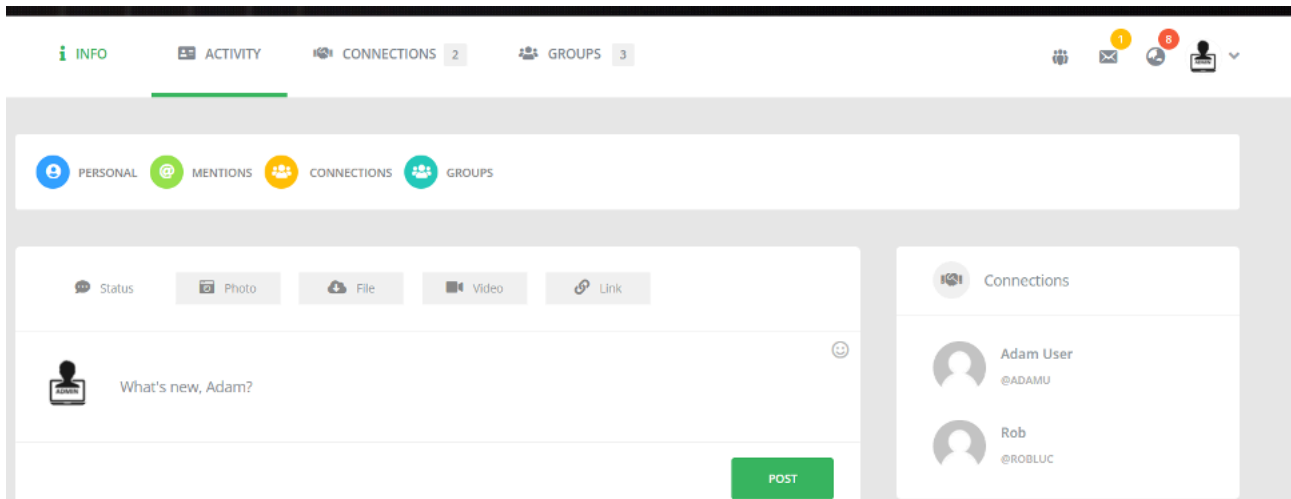 INFO ACTIVITY CONNECTIONS 2 GROUPS 3 1 8
PERSONAL @ MENTIONS CONNECTIONS GROUPS
Status Photo File Video Link
Connections
ADMIN What's new, Adam?
Adam User
@ADAMU
Rob
@ROBLUC
POST